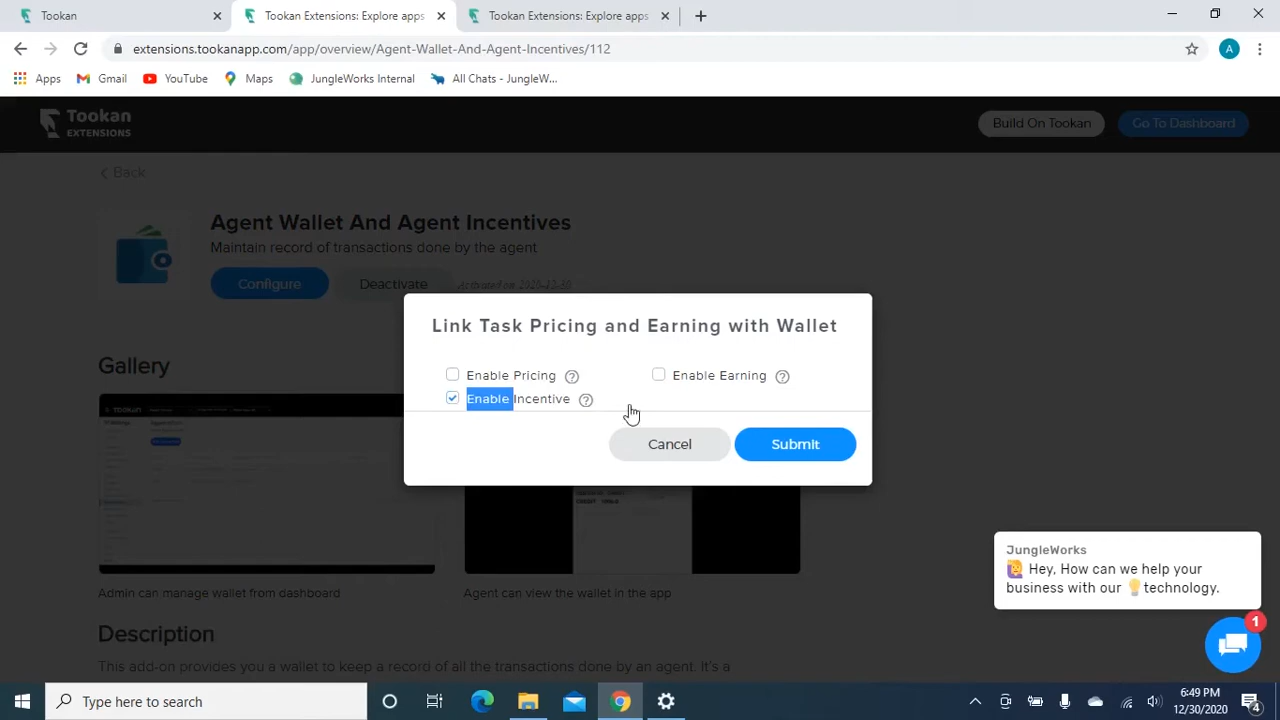 Tookan
Tookan Extensions: Explore apps
Tookan Extensions: Explore apps
extensions.tookanapp.com/app/overview/Agent-Wallet-And-Agent-Incentives/112
A
Apps
Gmail
YouTube
Maps
JungleWorks Internal
All Chats - JungleW...
Tookan
EXTENSIONS
Build On Tookan
Go To Dashboard
Back
Agent Wallet And Agent Incentives
Maintain record of transactions done by the agent
Configure
Deactivate
Activated on: 2020-12-30
Link Task Pricing and Earning with Wallet
Enable Pricing ?
Enable Earning ?
Enable Incentive ?
Cancel
Submit
Gallery
Admin can manage wallet from dashboard
Agent can view the wallet in the app
JungleWorks
Hey, How can we help your
business with our technology.
1
Description
This add-on provides you a wallet to keep a record of all the transactions done by an agent. It's a
Type here to search
6:49 PM
12/30/2020
4